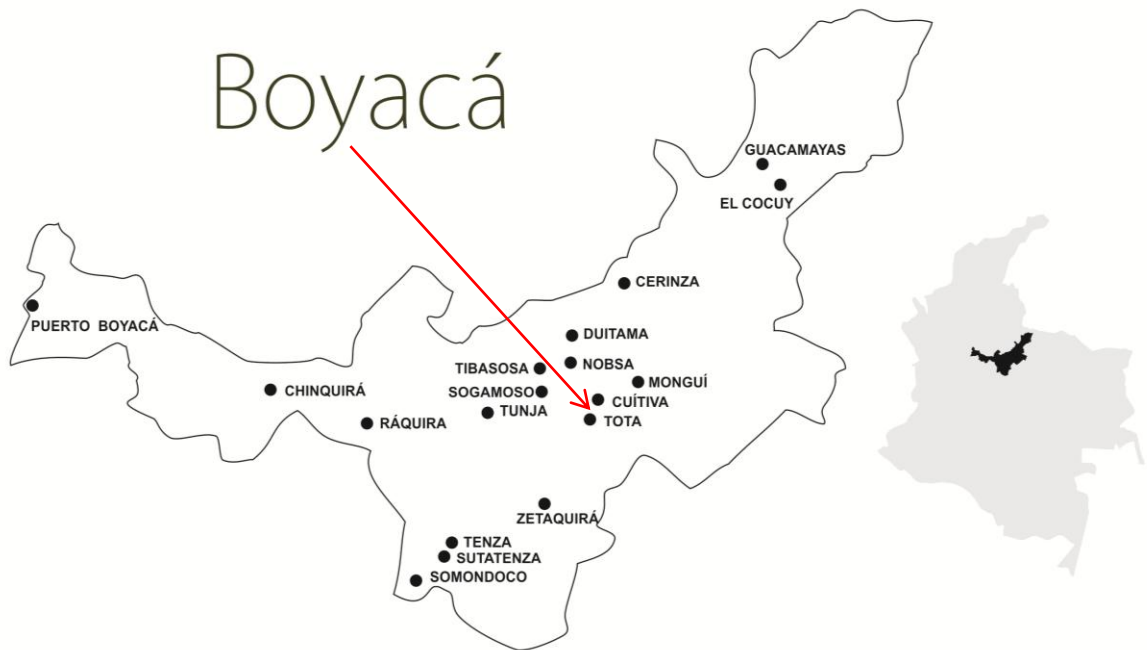 Boyacá
GUACAMAYAS
EL COCUY
CERINZA
PUERTO BOYACÁ
DUITAMA
NOBSA
TIBASOSA
MONGUÍ
CHINQUIRÁ
SOGAMOSO
CUÍTIVA
TUNJA
TOTA
RÁQUIRA
ZETAQUIRÁ
TENZA
SUTATENZA
SOMONDOCO